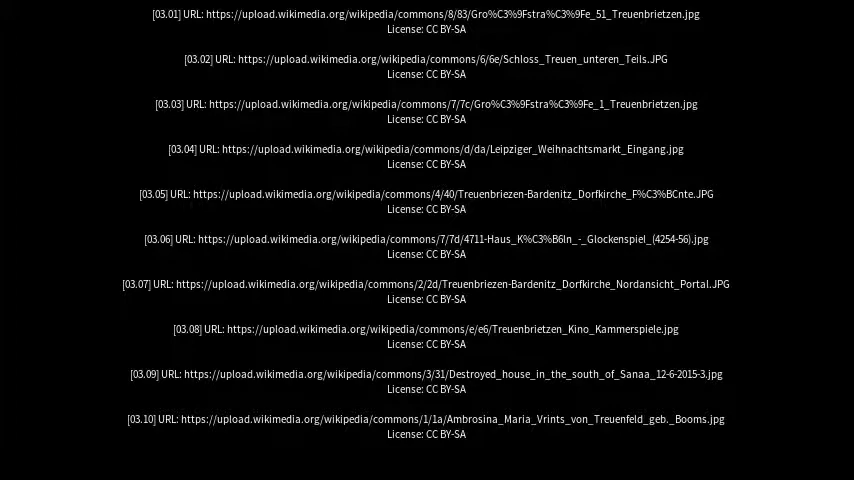 [03.01] URL: https://upload.wikimedia.org/wikipedia/commons/8/83/Gro%C3%9Fstra%C3%9Fe_51_Treuenbrietzen.jpg
License: CC BY-SA
[03.02] URL: https://upload.wikimedia.org/wikipedia/commons/6/6e/Schloss_Treuen_unteren_Teils.JPG
License: CC BY-SA
[03.03] URL: https://upload.wikimedia.org/wikipedia/commons/7/7c/Gro%C3%9Fstra%C3%9Fe_1_Treuenbrietzen.jpg
License: CC BY-SA
[03.04] URL: https://upload.wikimedia.org/wikipedia/commons/d/da/Leipziger_Weihnachtsmarkt_Eingang.jpg
License: CC BY-SA
[03.05] URL: https://upload.wikimedia.org/wikipedia/commons/4/40/Treuenbriezen-Bardenitz_Dorfkirche_F%C3%BCnte.JPG
License: CC BY-SA
[03.06] URL: https://upload.wikimedia.org/wikipedia/commons/7/7d/4711-Haus_K%C3%B6ln_-_Glockenspiel_(4254-56).jpg
License: CC BY-SA
[03.07] URL: https://upload.wikimedia.org/wikipedia/commons/2/2d/Treuenbriezen-Bardenitz_Dorfkirche_Nordansicht_Portal.JPG
License: CC BY-SA
[03.08] URL: https://upload.wikimedia.org/wikipedia/commons/e/e6/Treuenbrietzen_Kino_Kammerspiele.jpg
License: CC BY-SA
[03.09] URL: https://upload.wikimedia.org/wikipedia/commons/3/31/Destroyed_house_in_the_south_of_Sanaa_12-6-2015-3.jpg
License: CC BY-SA
[03.10] URL: https://upload.wikimedia.org/wikipedia/commons/1/1a/Ambrosina_Maria_Vrints_von_Treuenfeld_geb._Booms.jpg
License: CC BY-SA